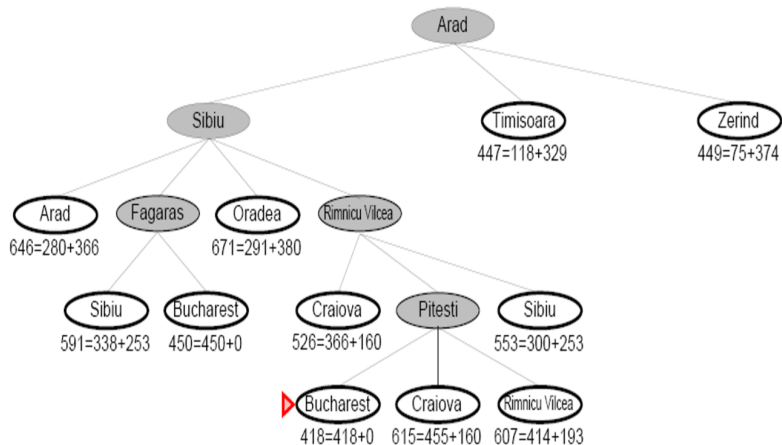 Arad
Sibiu
Timisoara
Zerind
447=118+329
449=75+374
Arad
Fagaras
Oradea
Rimnicu Vilcea
646=280+366
671=291+380
Sibiu
Bucharest
Craiova
Pitesti
Sibiu
591=338+253
450=450+0
526=366+160
553=300+253
Bucharest
Craiova
Rimnicu Vilcea
418=418+0
615=455+160
607=414+193